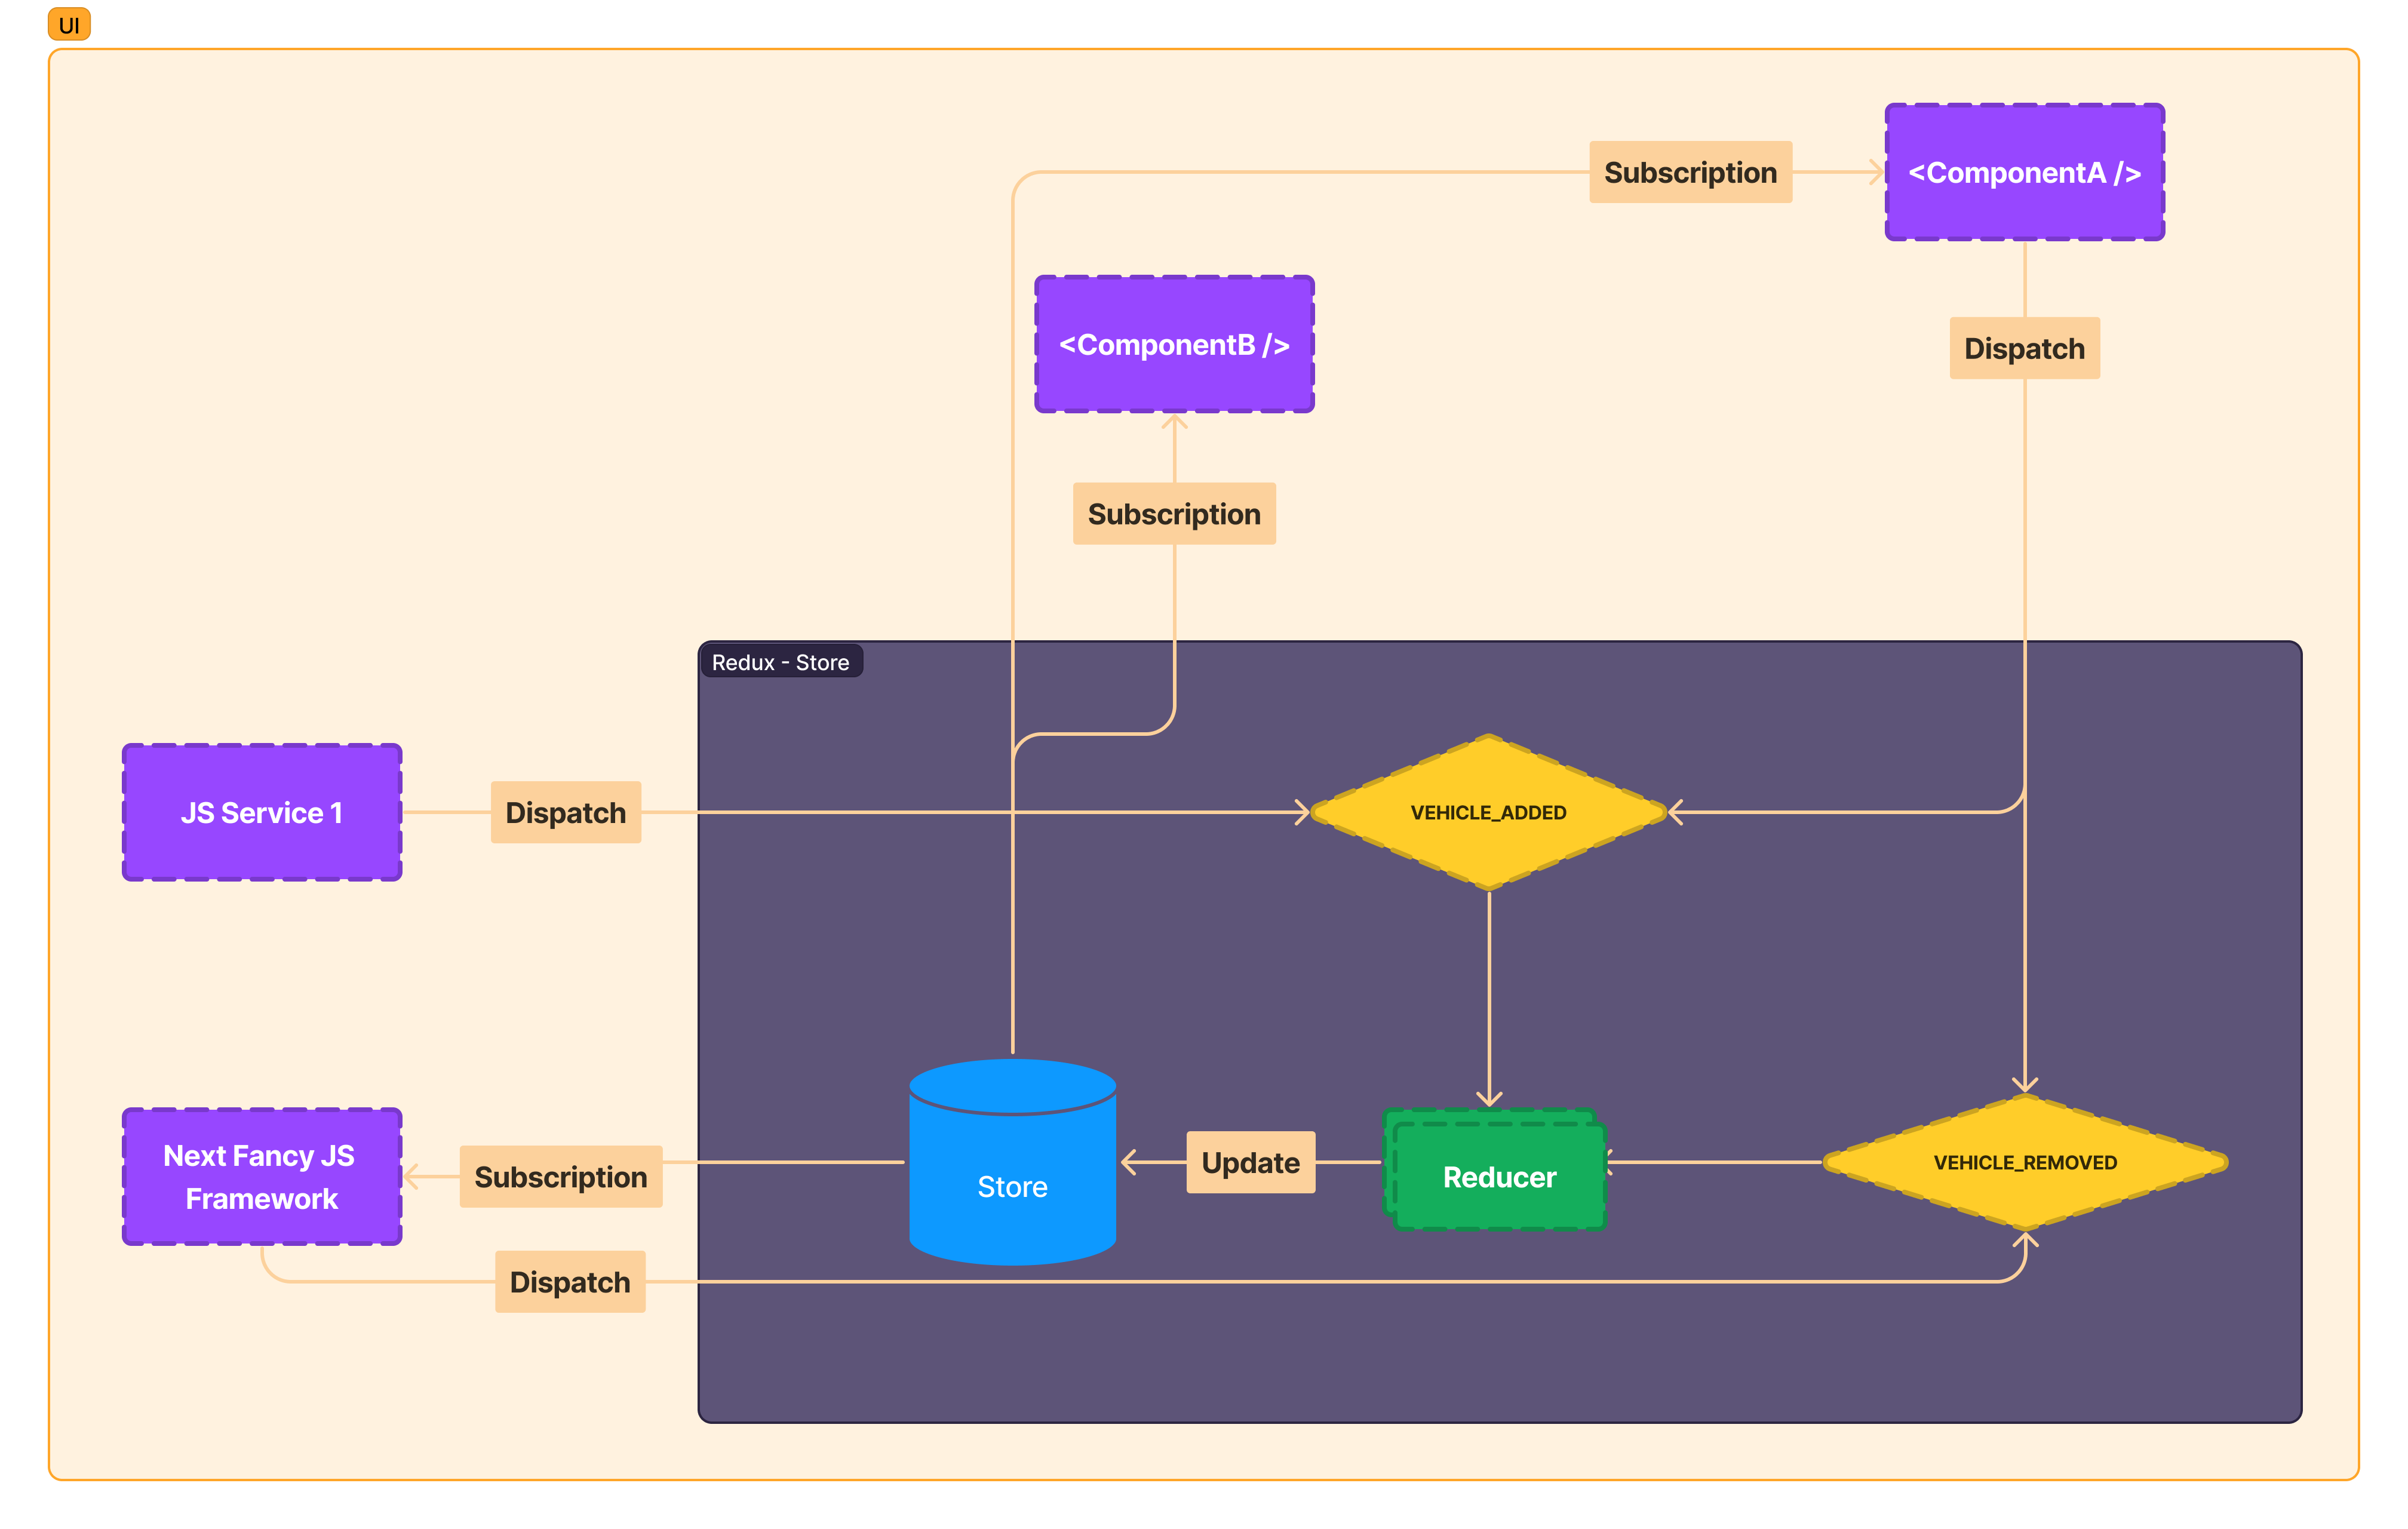 UI
Subscription
<ComponentA />
<ComponentB />
Dispatch
Subscription
Redux - Store
JS Service 1
Dispatch
VEHICLE_ADDED
Next Fancy JS
Framework
Subscription
Store
Update
Reducer
VEHICLE_REMOVED
Dispatch